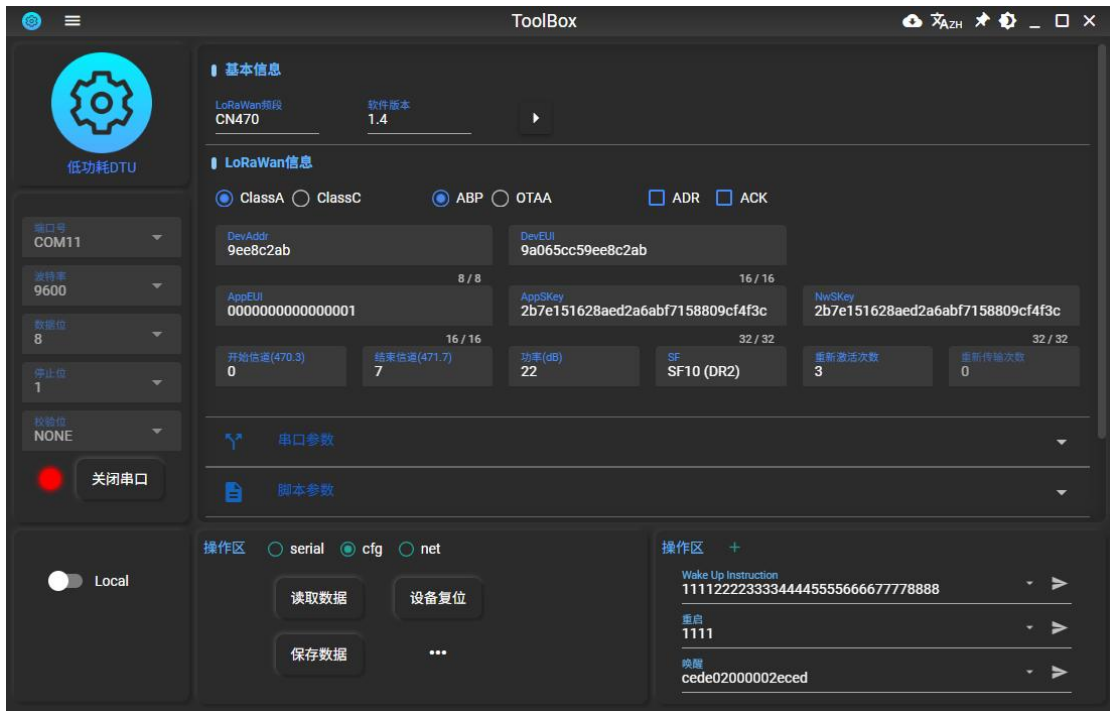 ToolBox
ZH
低功耗DTU
端口号
COM11
波特率
9600
数据位
8
停止位
1
校验位
NONE
关闭串口
Local
基本信息
LoRaWan频段
CN470
软件版本
1.4
LoRaWan信息
ClassA ClassC ABP OTAA ADR ACK
DevAddr
9ee8c2ab
8 / 8
DevEUI
9a065cc59ee8c2ab
16 / 16
AppEUI
0000000000000001
16 / 16
AppSKey
2b7e151628aed2a6abf7158809cf4f3c
32 / 32
NwSKey
2b7e151628aed2a6abf7158809cf4f3c
32 / 32
开始信道(470.3)
0
结束信道(471.7)
7
功率(dB)
22
SF
SF10 (DR2)
重新激活次数
3
重新传输次数
0
串口参数
脚本参数
操作区 serial cfg net
读取数据 设备复位
保存数据
操作区
Wake Up Instruction
11112222333344445555666677778888
重启
1111
唤醒
cede02000002eced